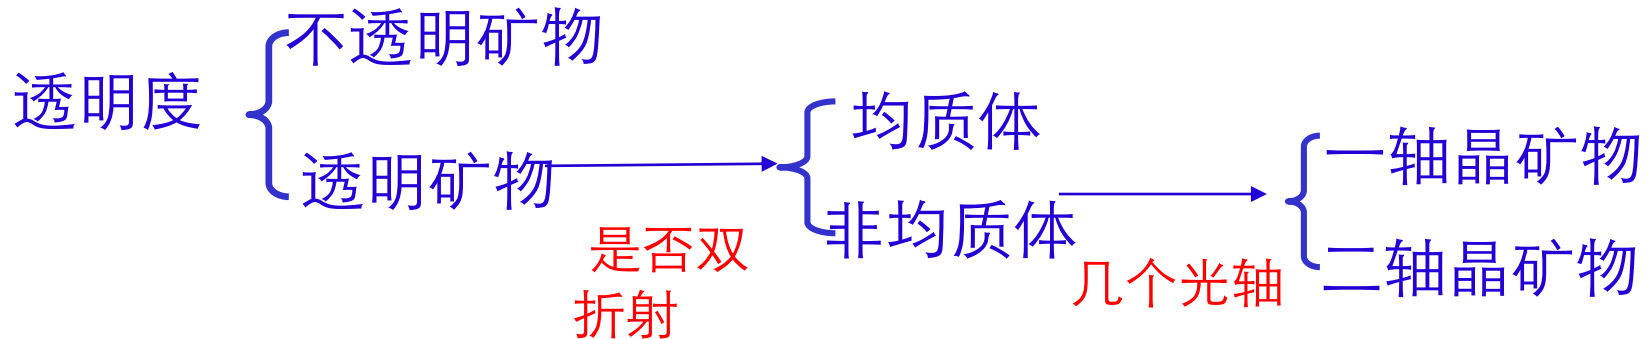 透明度
不透明矿物
透明矿物
是否双
折射
均质体
非均质体
几个光轴
一轴晶矿物
二轴晶矿物